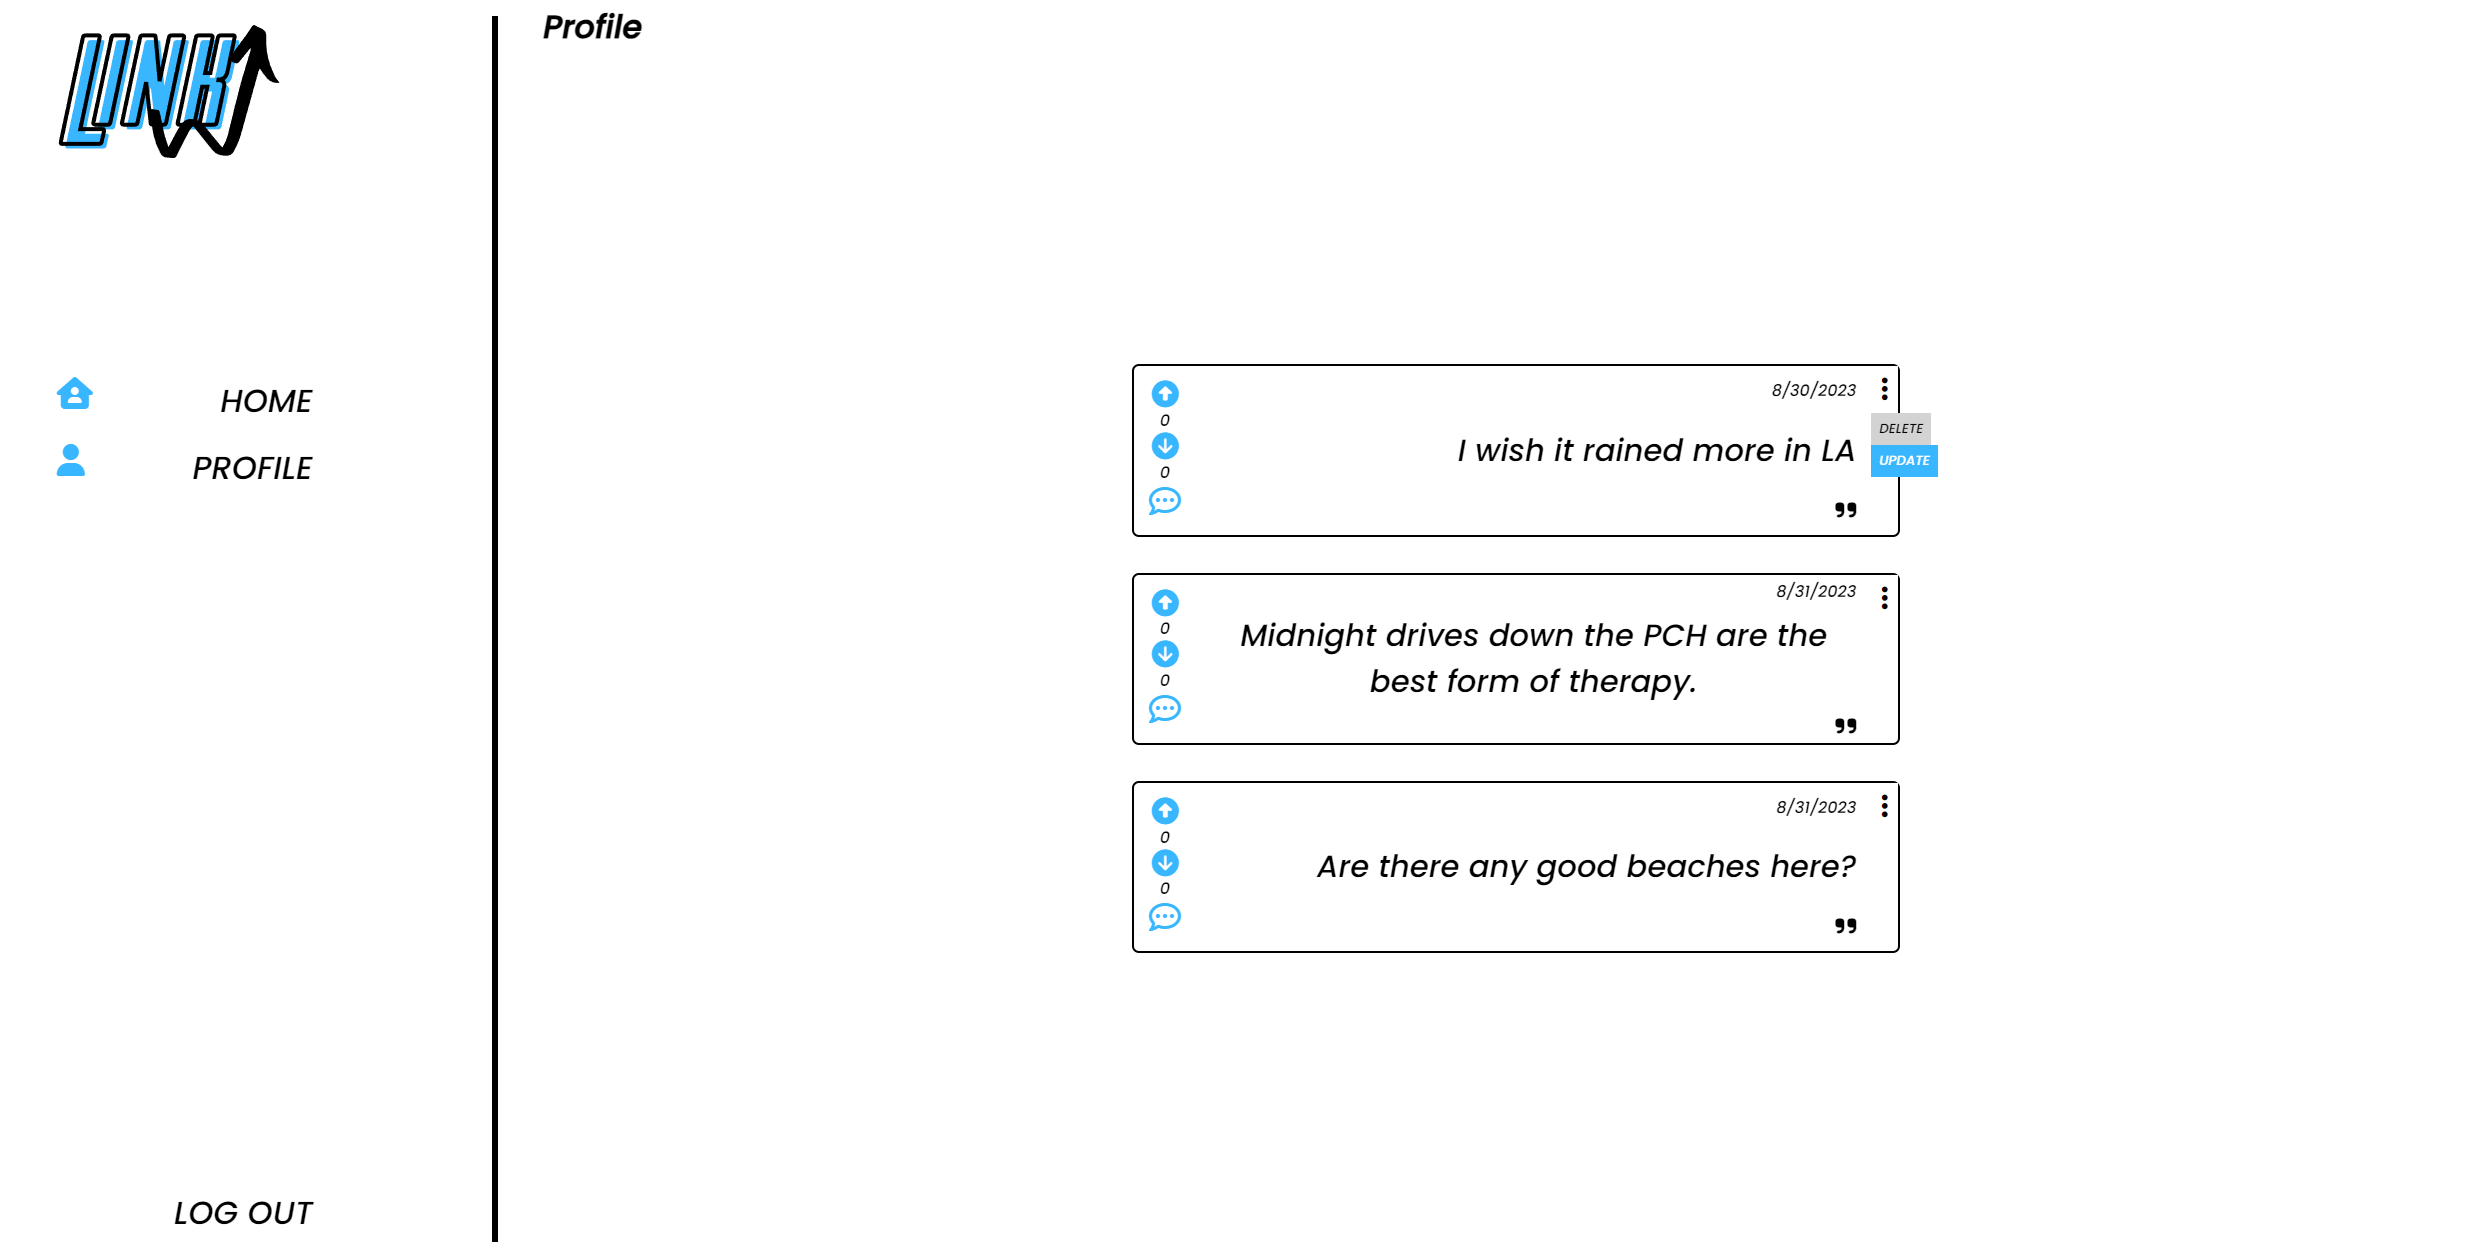 LINK
Profile
HOME
PROFILE
LOG OUT
8/30/2023
0
0
I wish it rained more in LA
DELETE
UPDATE
”
8/31/2023
0
0
Midnight drives down the PCH are the
best form of therapy.
”
8/31/2023
0
0
Are there any good beaches here?
”